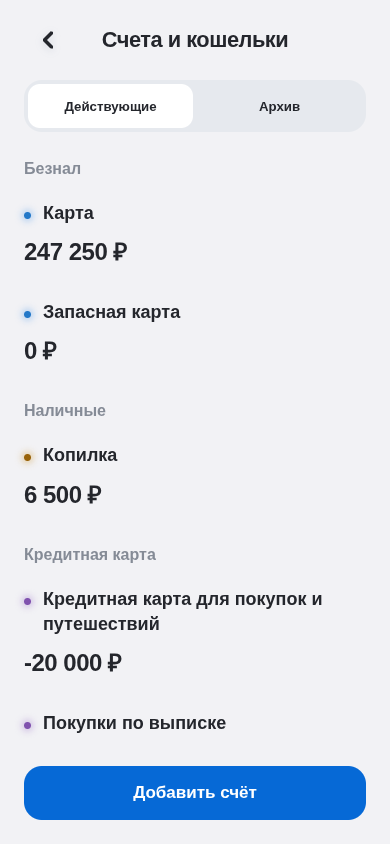 Счета и кошельки
Действующие
Архив
Безнал
Карта
247 250 ₽
Запасная карта
0 ₽
Наличные
Копилка
6 500 ₽
Кредитная карта
Кредитная карта для покупок и
путешествий
-20 000 ₽
Покупки по выписке
Добавить счёт